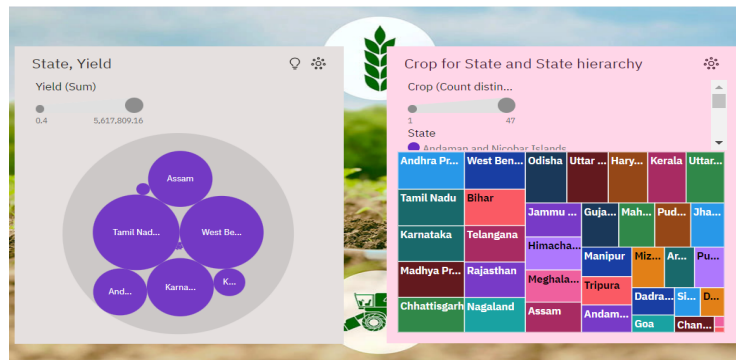 State, Yield
Yield (Sum)
0.4
5,617,809.16
Assam
Tamil Nad...
West Be...
And...
Karna...
K...
Crop for State and State hierarchy
Crop (Count distin...
1
47
State
Andaman and Nicobar Islands
Andhra Pr...
West Ben...
Odisha
Uttar ...
Hary...
Kerala
Uttar...
Tamil Nadu
Bihar
Jammu ...
Guja...
Mah...
Pud...
Jha...
Karnataka
Telangana
Himacha...
Manipur
Miz...
Ar...
Pu...
Madhya Pr...
Rajasthan
Meghala...
Tripura
Dadra...
Si...
D...
Chhattisgarh
Nagaland
Assam
Andam...
Goa
Chan...